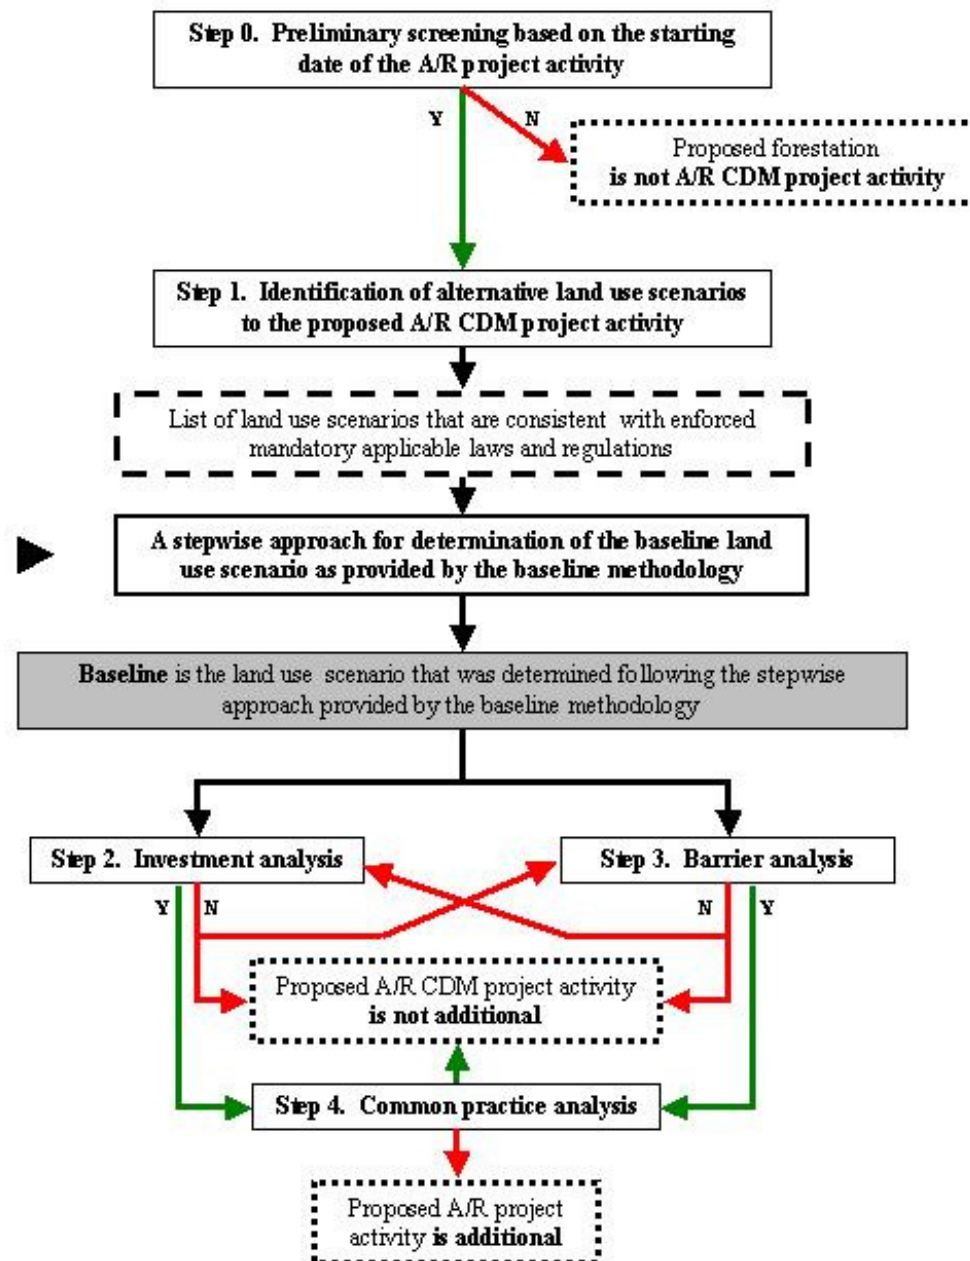 Step 0. Preliminary screening based on the starting
date of the A/R project activity
Y
N
Proposed forestation
is not A/R CDM project activity
Step 1. Identification of alternative land use scenarios
to the proposed A/R CDM project activity
List of land use scenarios that are consistent with enforced
mandatory applicable laws and regulations
A stepwise approach for determination of the baseline land
use scenario as provided by the baseline methodology
Baseline is the land use scenario that was determined following the stepwise
approach provided by the baseline methodology
Step 2. Investment analysis
Step 3. Barrier analysis
Y
N
N
Y
Proposed A/R CDM project activity
is not additional
Step 4. Common practice analysis
Proposed A/R project
activity is additional